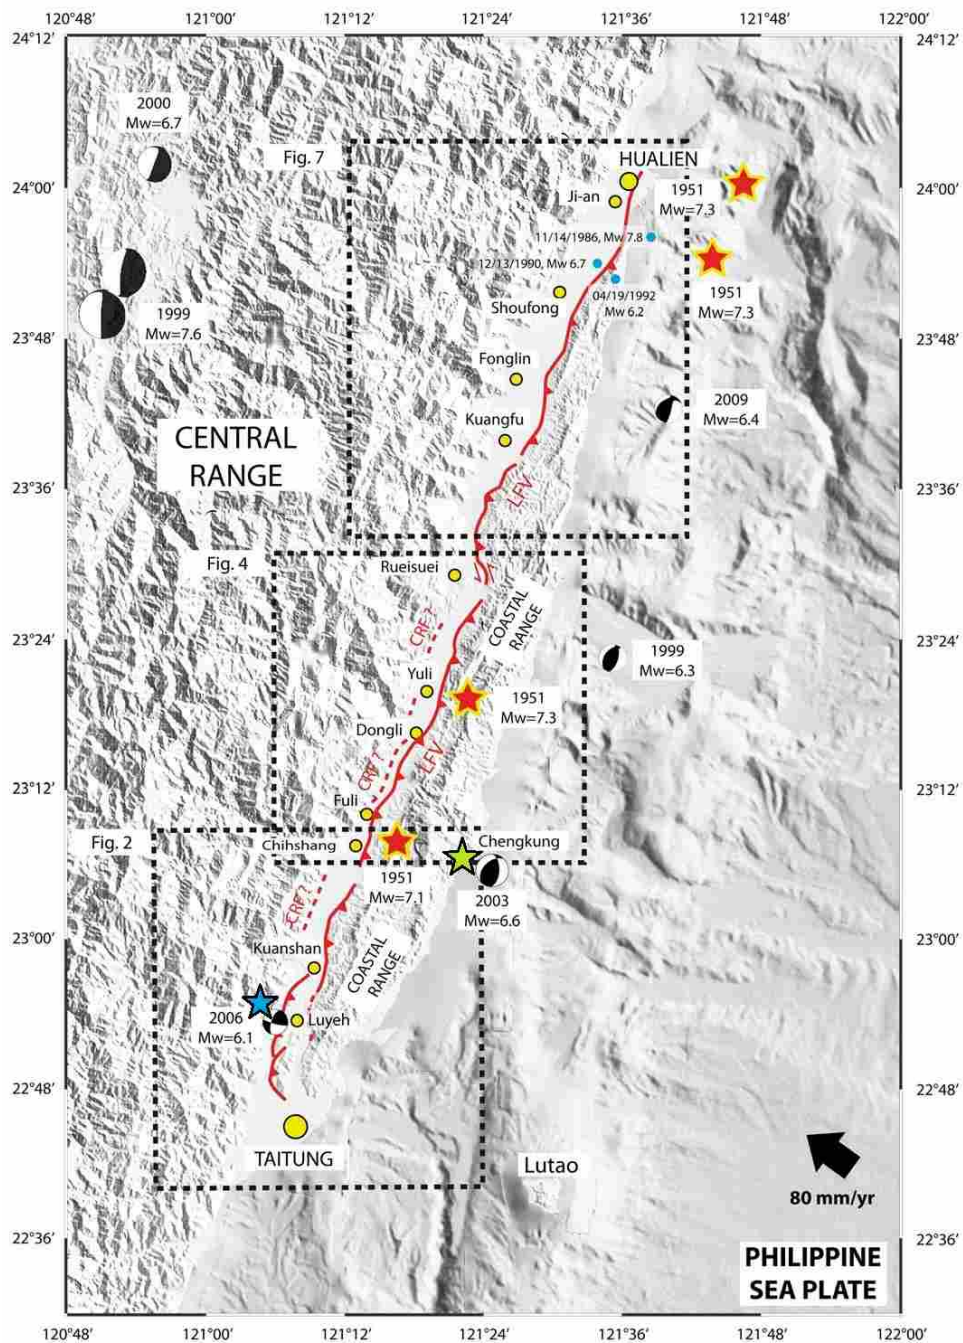 120°48′ 121°00′ 121°12′ 121°24′ 121°36′ 121°48′ 122°00′
24°12′ 24°12′
2000
Mw=6.7
Fig. 7
HUALIEN
24°00′ 24°00′
Ji-an
1951
Mw=7.3
11/14/1986, Mw 7.8
12/13/1990, Mw 6.7
04/19/1992
Mw 6.2
1951
Mw=7.3
Shoufong
1999
Mw=7.6
23°48′ 23°48′
Fonglin
2009
Mw=6.4
Kuangfu
CENTRAL
RANGE
23°36′ 23°36′
LFV
Fig. 4
Rueisuei
COASTAL
RANGE
CRF ?
23°24′ 23°24′
1999
Mw=6.3
Yuli
1951
Mw=7.3
Dongli
LFV
CRF ?
23°12′ 23°12′
Fuli
Fig. 2
Chihshang
Chengkung
1951
Mw=7.1
2003
Mw=6.6
CRF ?
23°00′ 23°00′
Kuanshan
COASTAL
RANGE
2006
Mw=6.1
Luyeh
22°48′ 22°48′
TAITUNG
Lutao
80 mm/yr
22°36′ 22°36′
PHILIPPINE
SEA PLATE
120°48′ 121°00′ 121°12′ 121°24′ 121°36′ 121°48′ 122°00′